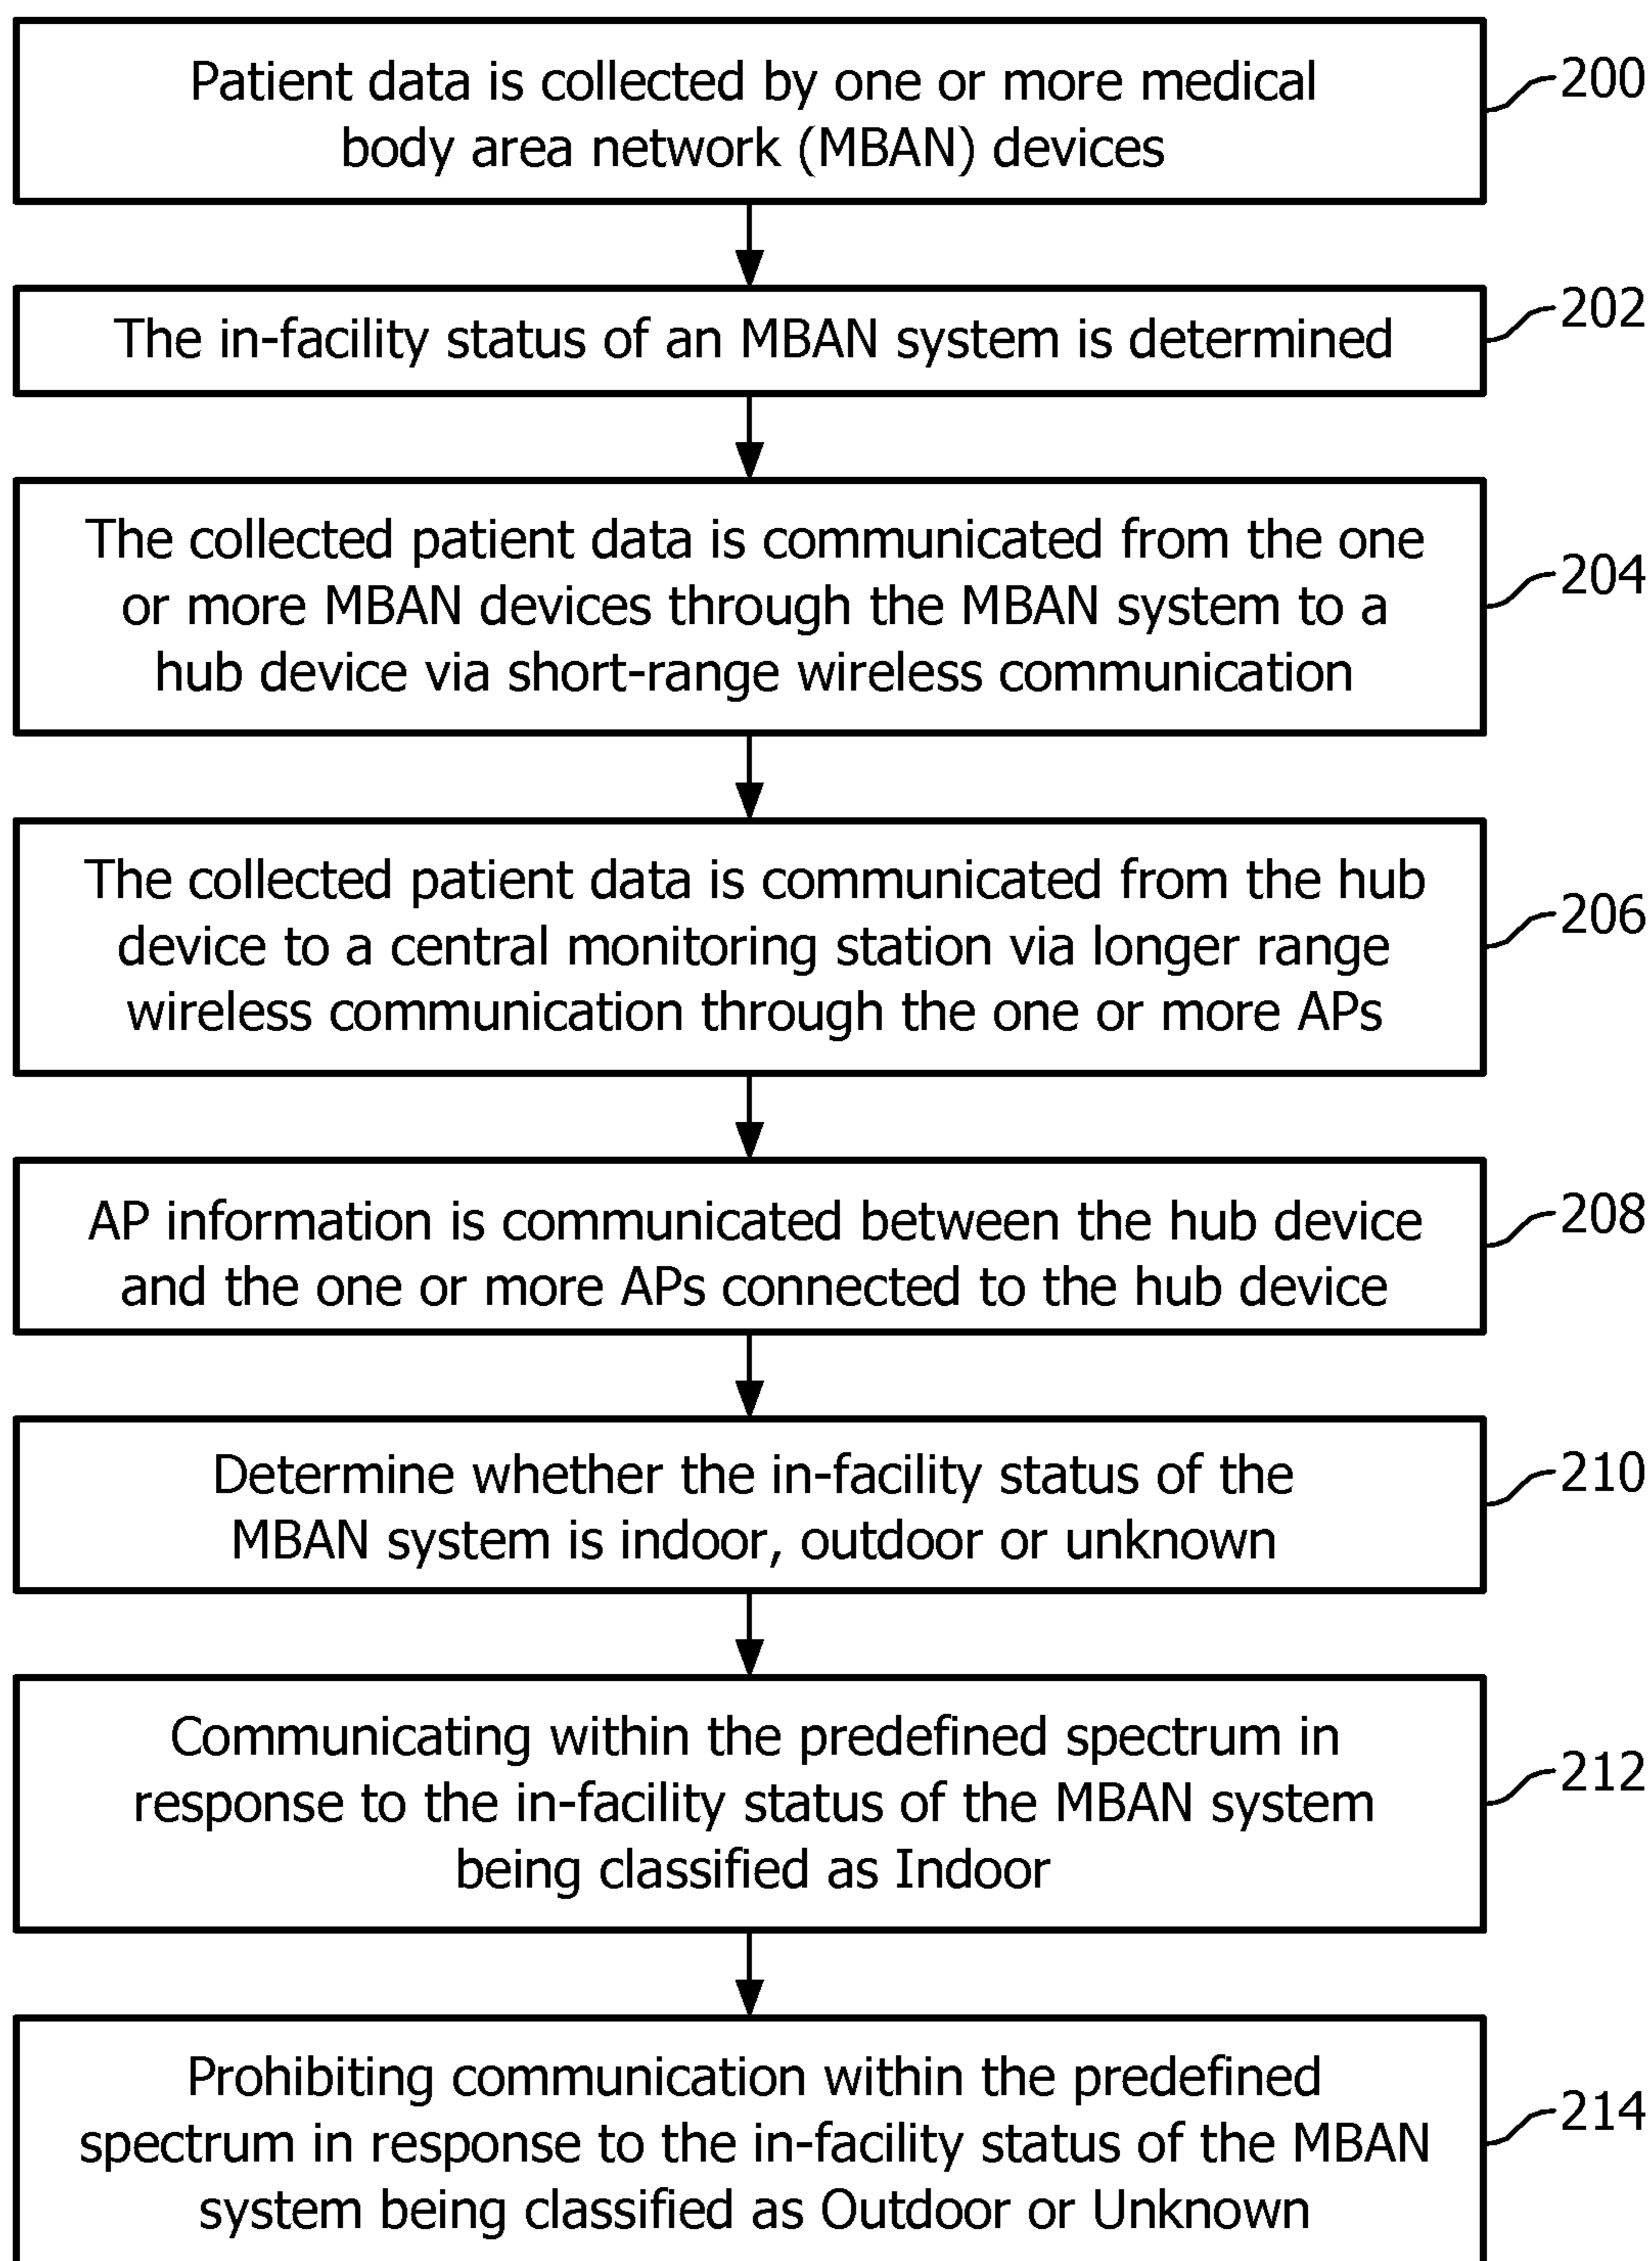 Patient data is collected by one or more medical
body area network (MBAN) devices
200
The in-facility status of an MBAN system is determined
202
The collected patient data is communicated from the one
or more MBAN devices through the MBAN system to a
hub device via short-range wireless communication
204
The collected patient data is communicated from the hub
device to a central monitoring station via longer range
wireless communication through the one or more APs
206
AP information is communicated between the hub device
and the one or more APs connected to the hub device
208
Determine whether the in-facility status of the
MBAN system is indoor, outdoor or unknown
210
Communicating within the predefined spectrum in
response to the in-facility status of the MBAN system
being classified as Indoor
212
Prohibiting communication within the predefined
spectrum in response to the in-facility status of the MBAN
system being classified as Outdoor or Unknown
214